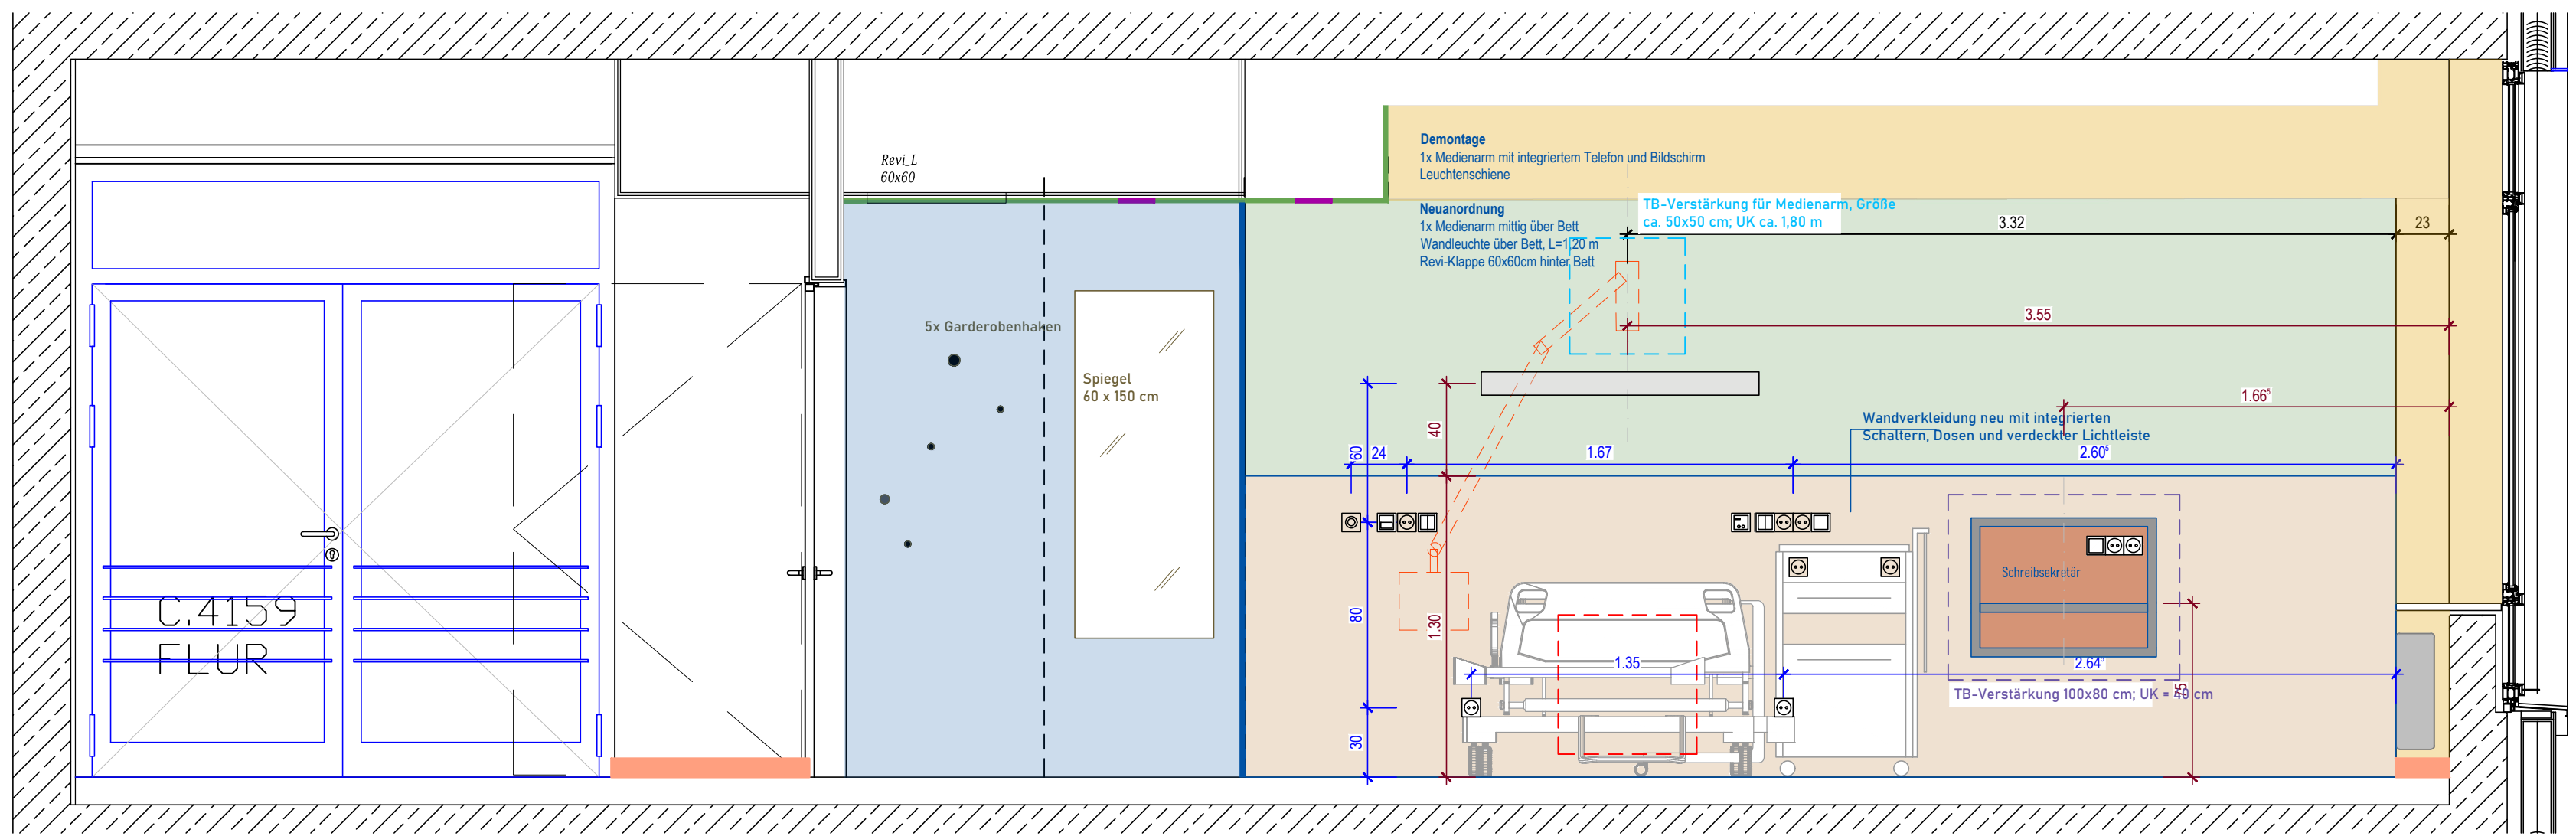 Revi_L
60x60
Demontage
1x Medienarm mit integriertem Telefon und Bildschirm
Leuchtenschiene
Neuanordnung
1x Medienarm mittig über Bett
Wandleuchte über Bett, L=1,20 m
Revi-Klappe 60x60cm hinter Bett
TB-Verstärkung für Medienarm, Größe
ca. 50x50 cm; UK ca. 1,80 m
3.32
23
3.55
5x Garderobenhaken
Spiegel
60 x 150 cm
1.66⁵
Wandverkleidung neu mit integrierten
Schaltern, Dosen und verdeckter Lichtleiste
40
60
24
1.67
2.60⁵
Schreibsekretär
C.4159
FLUR
80
1.30
1.35
2.64⁵
TB-Verstärkung 100x80 cm; UK = 40 cm
75
30